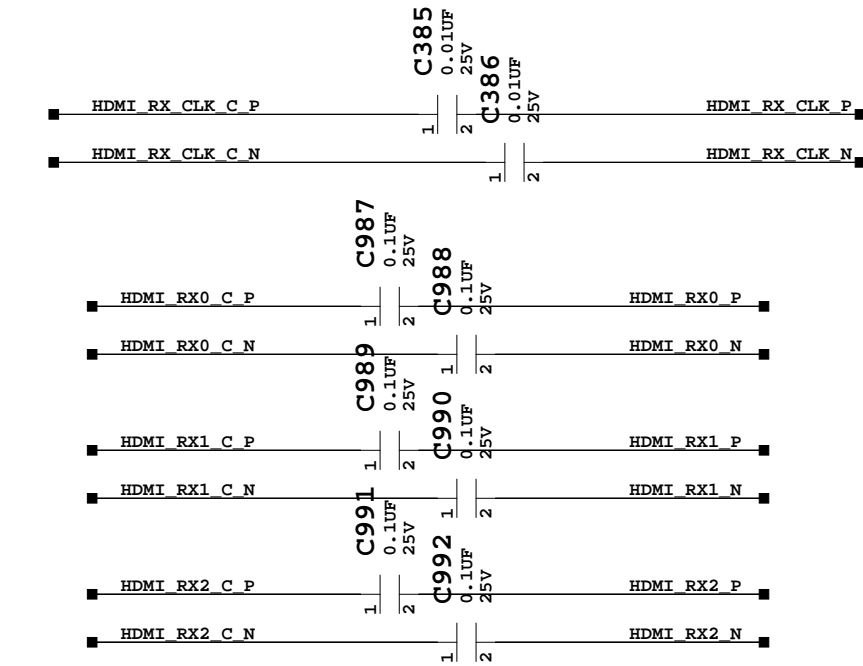 C385
0.01UF
25V
C386
0.01UF
25V
HDMI_RX_CLK_C_P
1
2
HDMI_RX_CLK_P
HDMI_RX_CLK_C_N
1
2
HDMI_RX_CLK_N
C987
0.1UF
25V
C988
0.1UF
25V
HDMI_RX0_C_P
1
2
HDMI_RX0_P
HDMI_RX0_C_N
1
2
HDMI_RX0_N
C989
0.1UF
25V
C990
0.1UF
25V
HDMI_RX1_C_P
1
2
HDMI_RX1_P
HDMI_RX1_C_N
1
2
HDMI_RX1_N
C991
0.1UF
25V
C992
0.1UF
25V
HDMI_RX2_C_P
1
2
HDMI_RX2_P
HDMI_RX2_C_N
1
2
HDMI_RX2_N